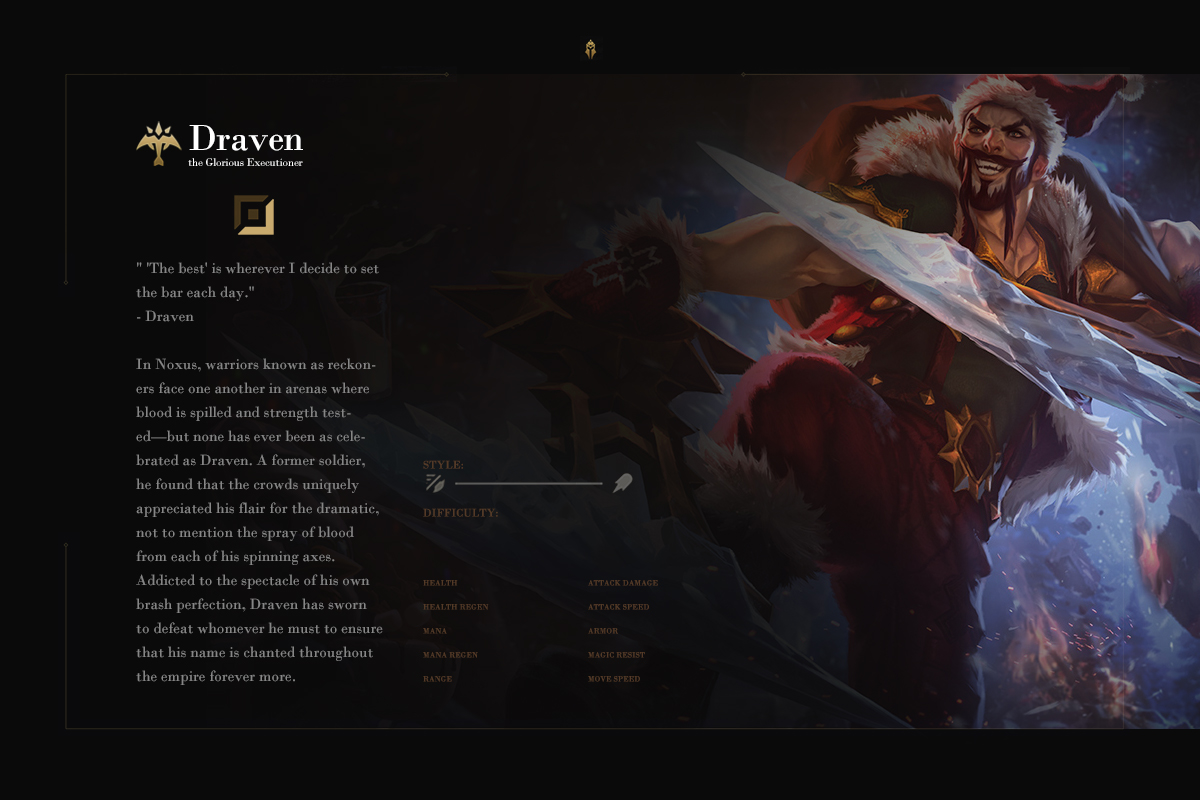 Draven
the Glorious Executioner
" 'The best' is wherever I decide to set
the bar each day."
- Draven
In Noxus, warriors known as reckon-
ers face one another in arenas where
blood is spilled and strength test-
ed—but none has ever been as cele-
brated as Draven. A former soldier,
he found that the crowds uniquely
appreciated his flair for the dramatic,
not to mention the spray of blood
from each of his spinning axes.
Addicted to the spectacle of his own
brash perfection, Draven has sworn
to defeat whomever he must to ensure
that his name is chanted throughout
the empire forever more.
STYLE:
DIFFICULTY:
HEALTH
HEALTH REGEN
MANA
MANA REGEN
RANGE
ATTACK DAMAGE
ATTACK SPEED
ARMOR
MAGIC RESIST
MOVE SPEED